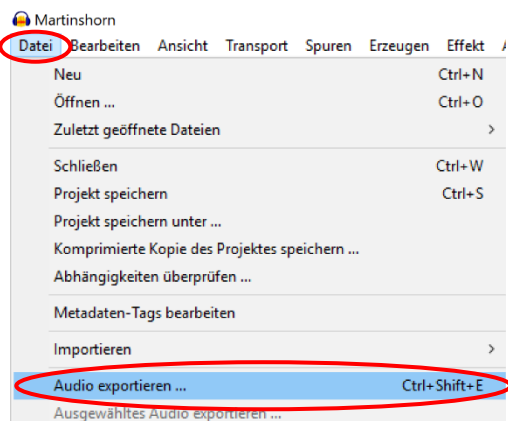 Martinshorn
Datei Bearbeiten Ansicht Transport Spuren Erzeugen Effekt A
Neu Ctrl+N
Öffnen ... Ctrl+O
Zuletzt geöffnete Dateien >
Schließen Ctrl+W
Projekt speichern Ctrl+S
Projekt speichern unter ...
Komprimierte Kopie des Projektes speichern ...
Abhängigkeiten überprüfen ...
Metadaten-Tags bearbeiten
Importieren >
Audio exportieren ... Ctrl+Shift+E
Ausgewähltes Audio exportieren ...